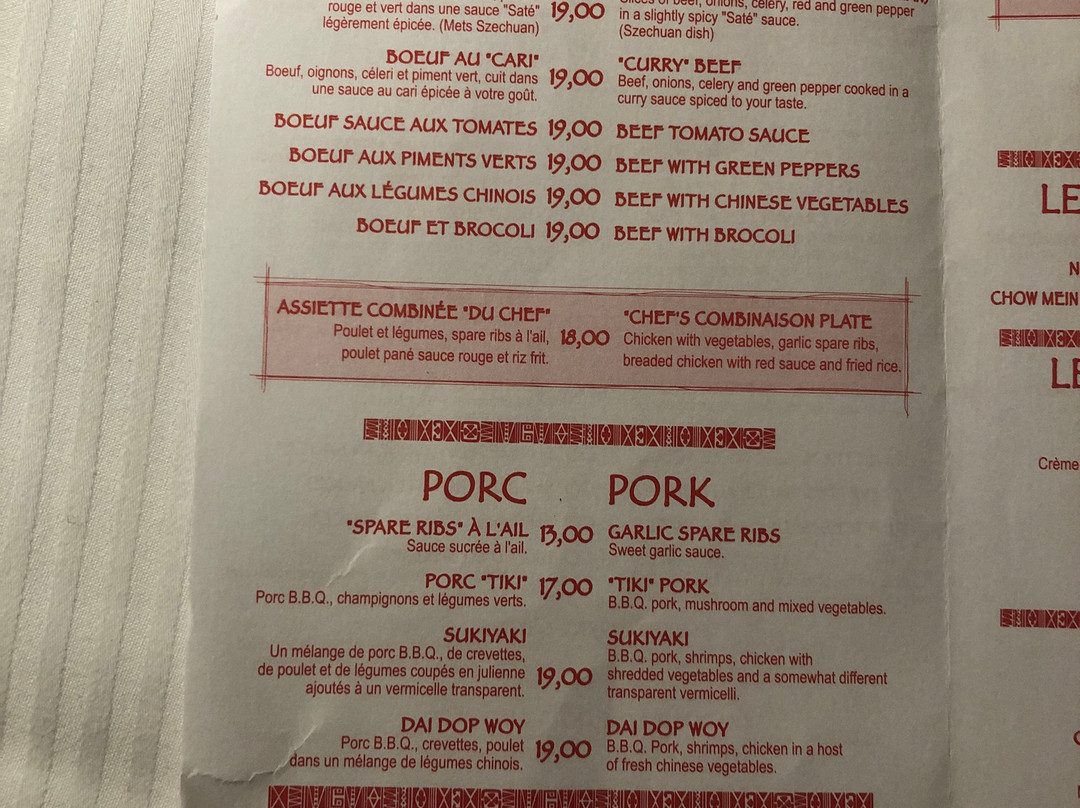 rouge et vert dans une sauce "Saté" 19,00 Slices of beef, onions, celery, red and green pepper
légèrement épicée. (Mets Szechuan) in a slightly spicy "Saté" sauce.
(Szechuan dish)
BOEUF AU "CARI" "CURRY" BEEF
Boeuf, oignons, céleri et piment vert, cuit dans 19,00 Beef, onions, celery and green pepper cooked in a
une sauce au cari épicée à votre goût. curry sauce spiced to your taste.
BOEUF SAUCE AUX TOMATES 19,00 BEEF TOMATO SAUCE
BOEUF AUX PIMENTS VERTS 19,00 BEEF WITH GREEN PEPPERS
BOEUF AUX LÉGUMES CHINOIS 19,00 BEEF WITH CHINESE VEGETABLES
BOEUF ET BROCOLI 19,00 BEEF WITH BROCOLI
ASSIETTE COMBINÉE "DU CHEF" "CHEF'S COMBINAISON PLATE
Poulet et légumes, spare ribs à l'ail, 18,00 Chicken with vegetables, garlic spare ribs,
poulet pané sauce rouge et riz frit. breaded chicken with red sauce and fried rice.
PORC PORK
"SPARE RIBS" À L'AIL 13,00 GARLIC SPARE RIBS
Sauce sucrée à l'ail. Sweet garlic sauce.
PORC "TIKI" 17,00 "TIKI" PORK
Porc B.B.Q., champignons et légumes verts. B.B.Q. pork, mushroom and mixed vegetables.
SUKIYAKI SUKIYAKI
Un mélange de porc B.B.Q., de crevettes, B.B.Q. pork, shrimps, chicken with
de poulet et de légumes coupés en julienne 19,00 shredded vegetables and a somewhat different
ajoutés à un vermicelle transparent. transparent vermicelli.
DAI DOP WOY DAI DOP WOY
Porc B.B.Q., crevettes, poulet 19,00 B.B.Q. Pork, shrimps, chicken in a host
dans un mélange de légumes chinois. of fresh chinese vegetables.
LE
N
CHOW MEIN
LE
Crème